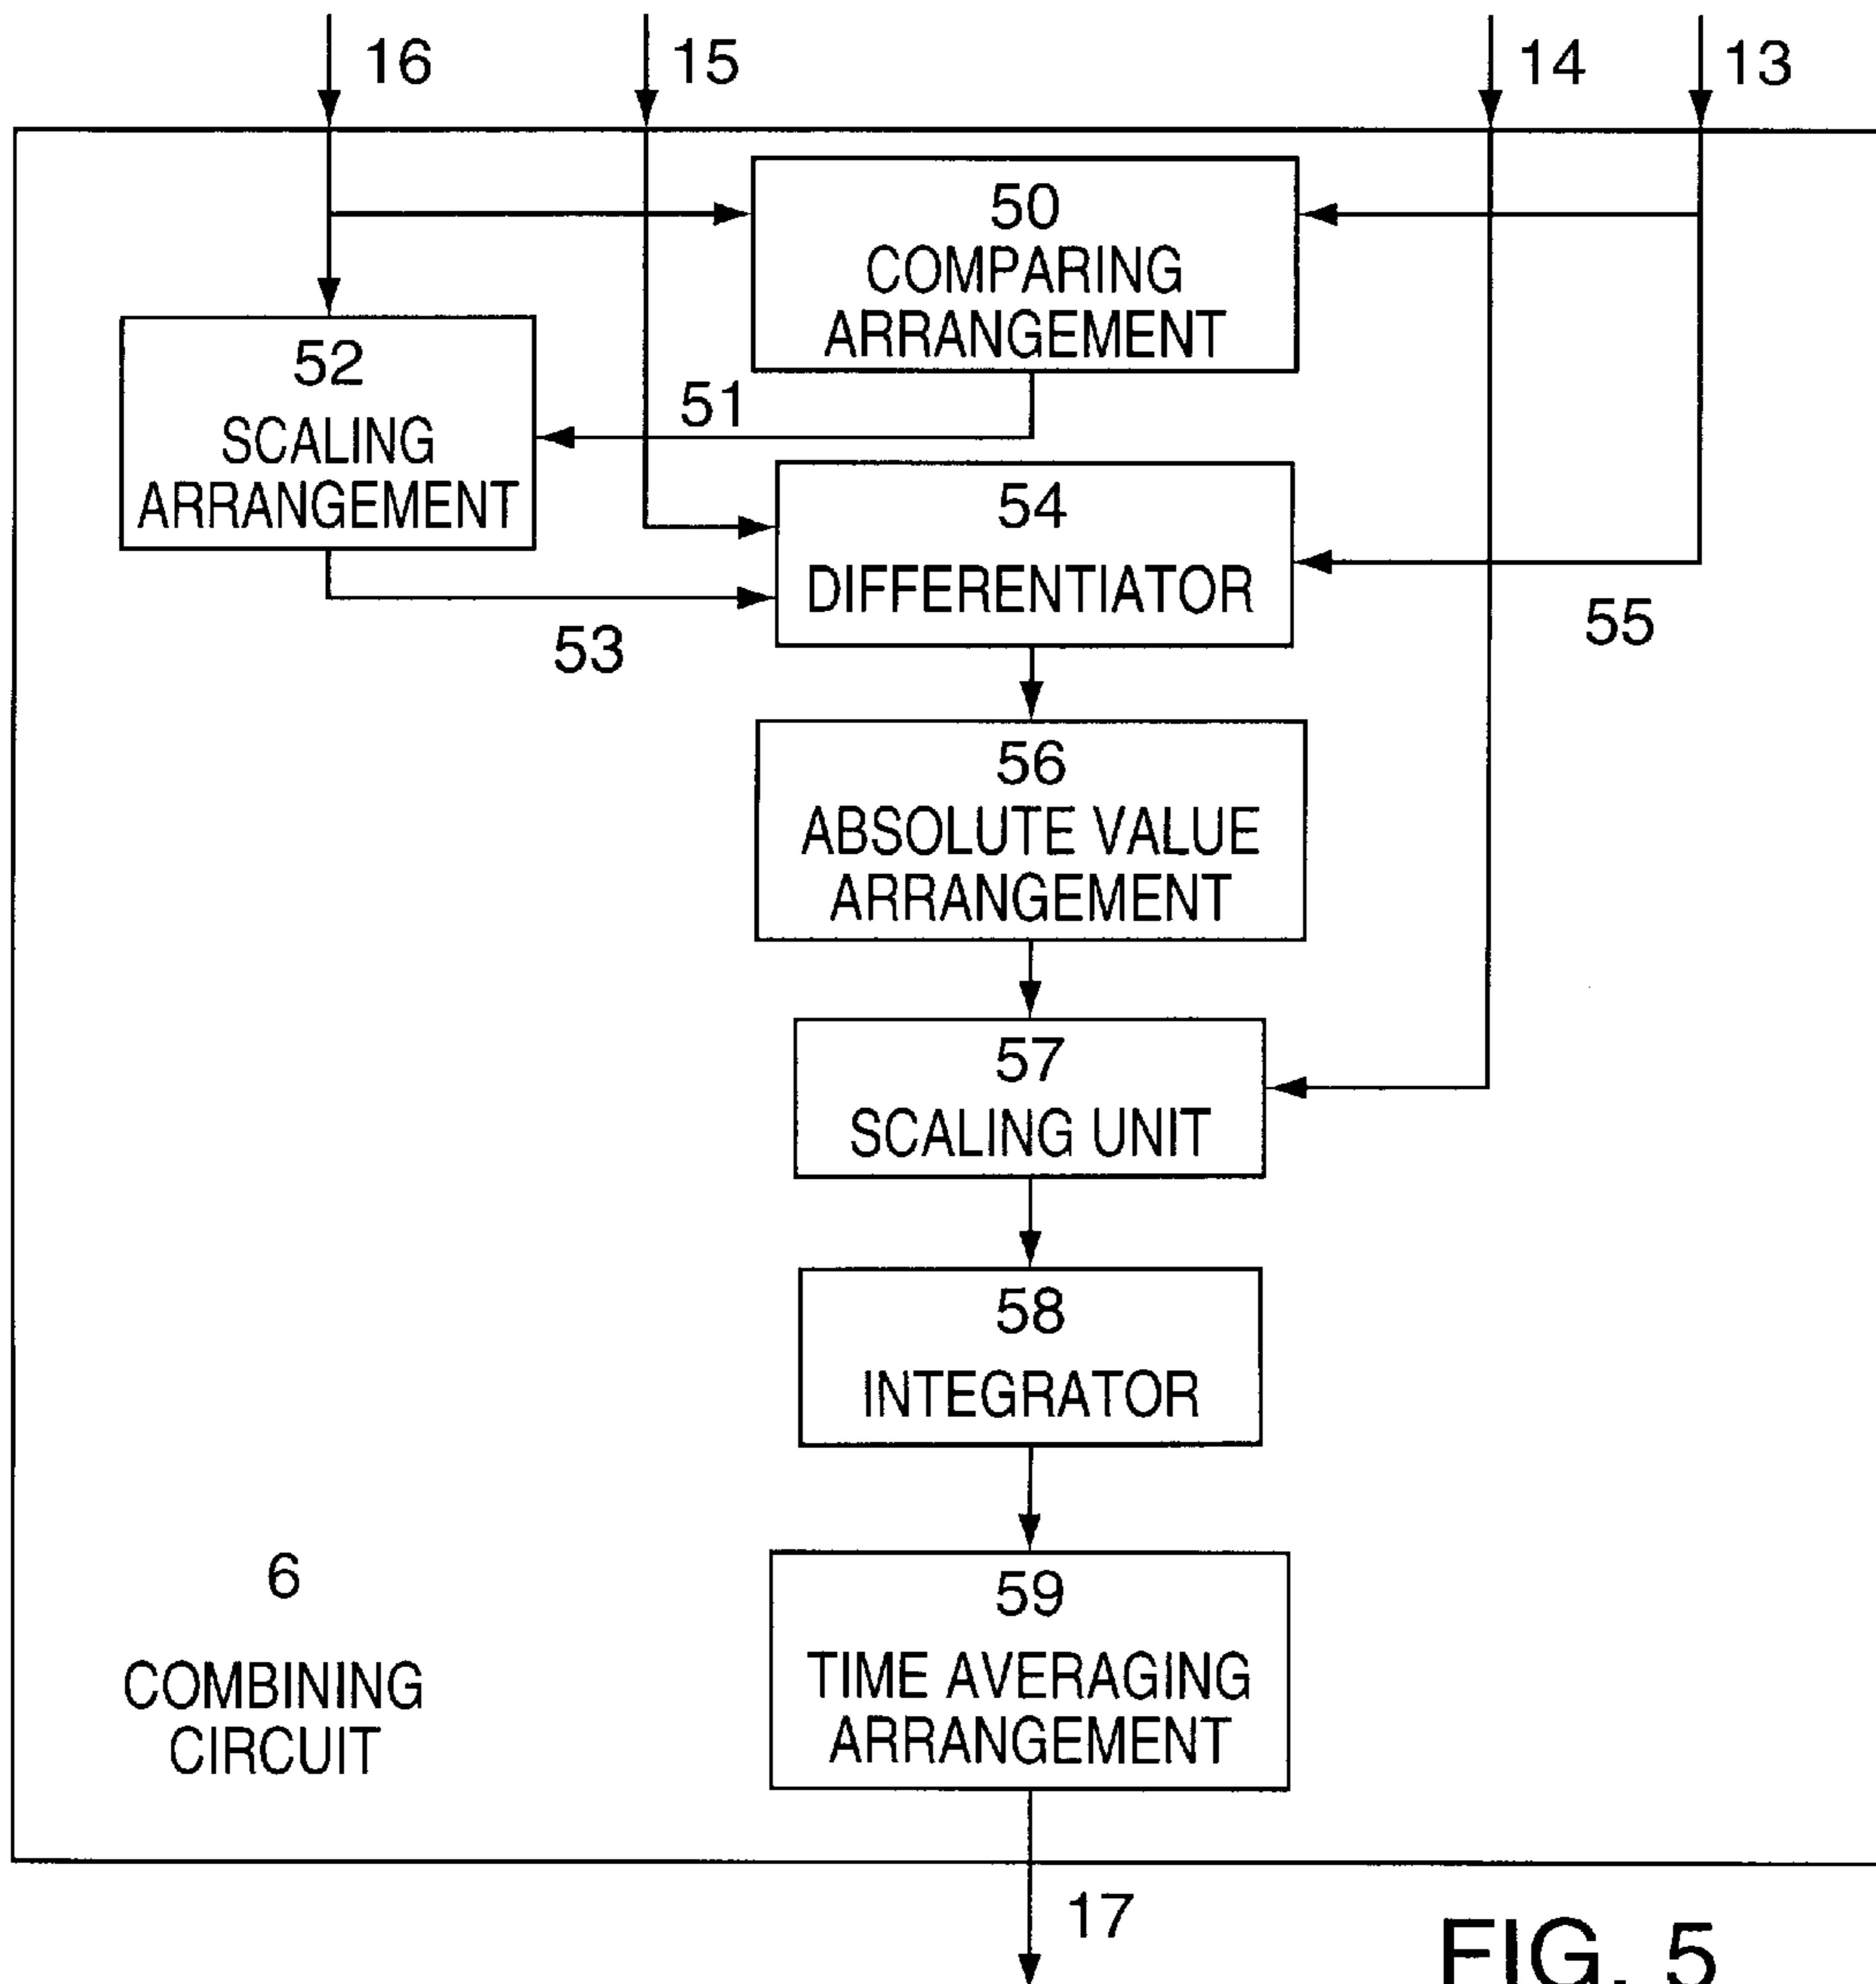 16
15
14
13
50
COMPARING
ARRANGEMENT
52
SCALING
ARRANGEMENT
51
54
DIFFERENTIATOR
53
55
56
ABSOLUTE VALUE
ARRANGEMENT
57
SCALING UNIT
58
INTEGRATOR
59
TIME AVERAGING
ARRANGEMENT
6
COMBINING
CIRCUIT
17
FIG. 5